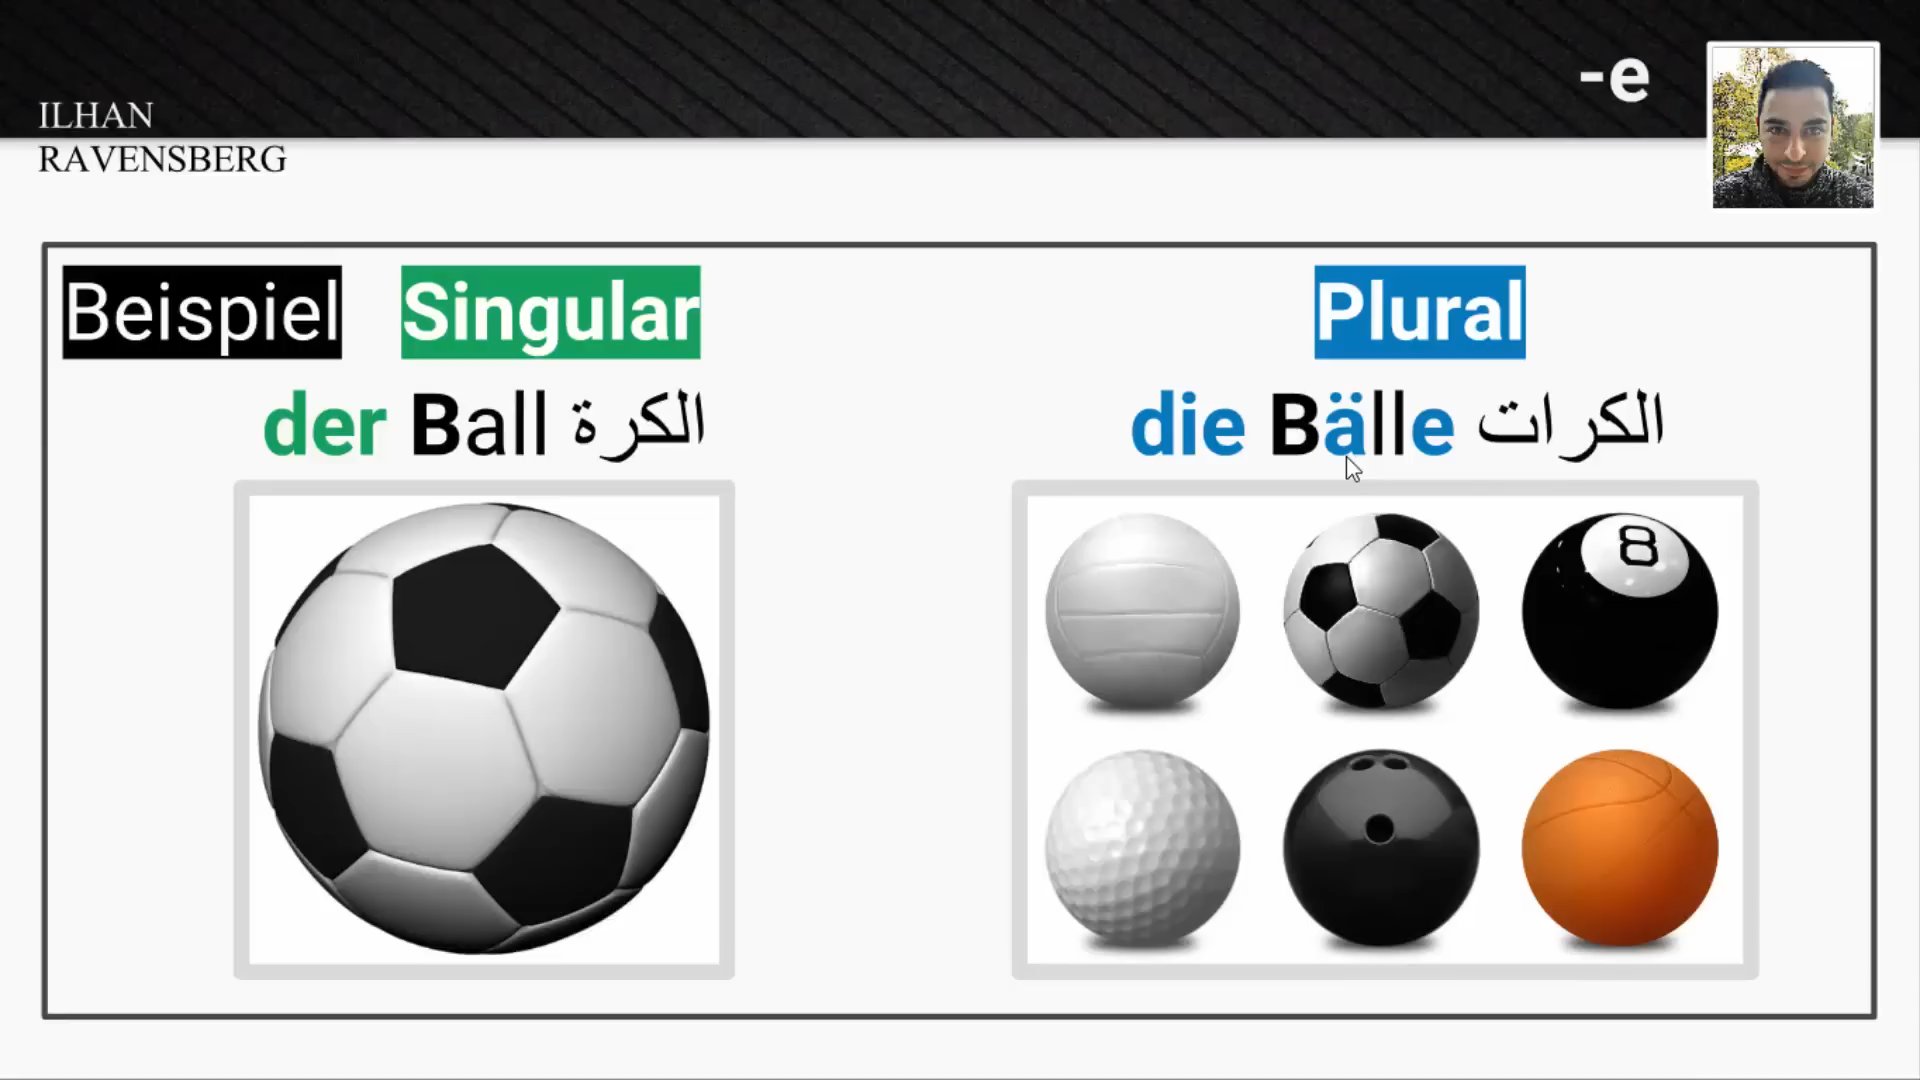 -e
ILHAN
RAVENSBERG
Beispiel Singular Plural
der Ball الكرة die Bälle الكرات
8